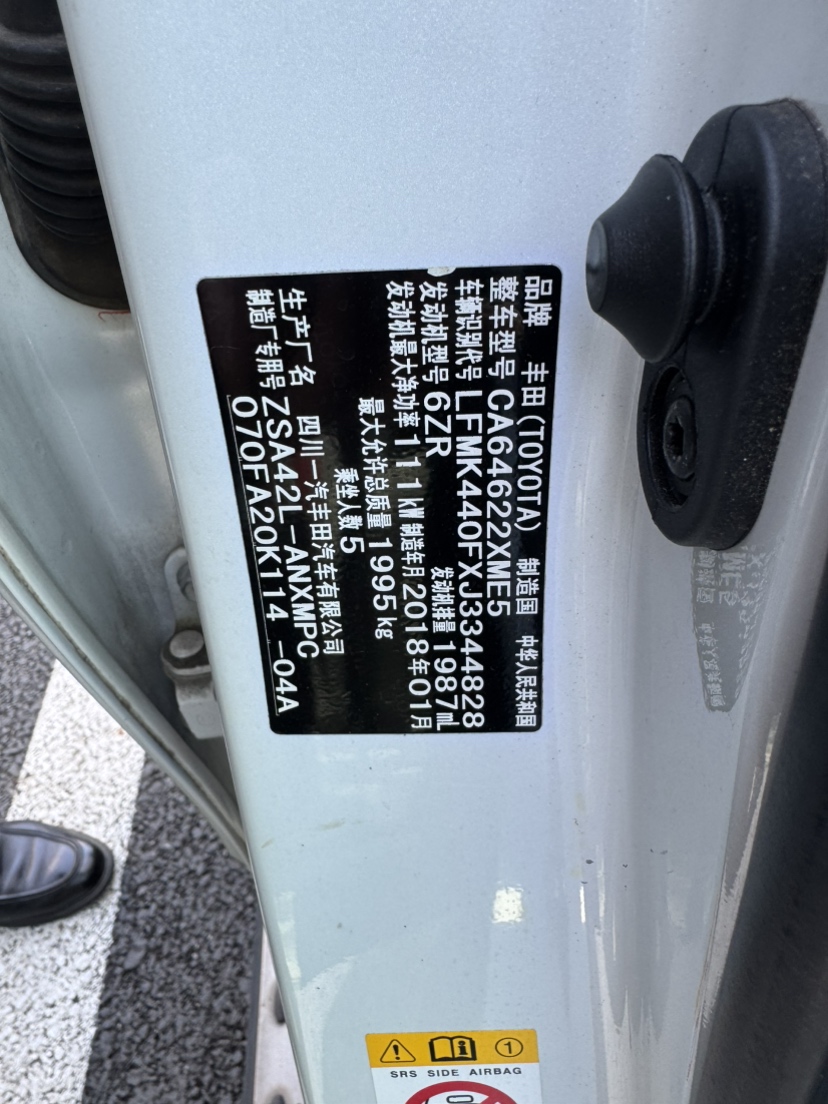 品牌 丰田(TOYOTA) 制造国 中华人民共和国
整车型号 CA64622XME5
车辆识别代号 LFMK440FXJ3344828
发动机型号 6ZR 发动机排量 1987mL
发动机最大净功率 111kW 制造年月 2018年01月
最大允许总质量 1995kg
乘坐人数 5
生产厂名 四川一汽丰田汽车有限公司
制造厂专用号 ZSA42L-ANXMPC
070FA20K114 -04A
SRS SIDE AIRBAG